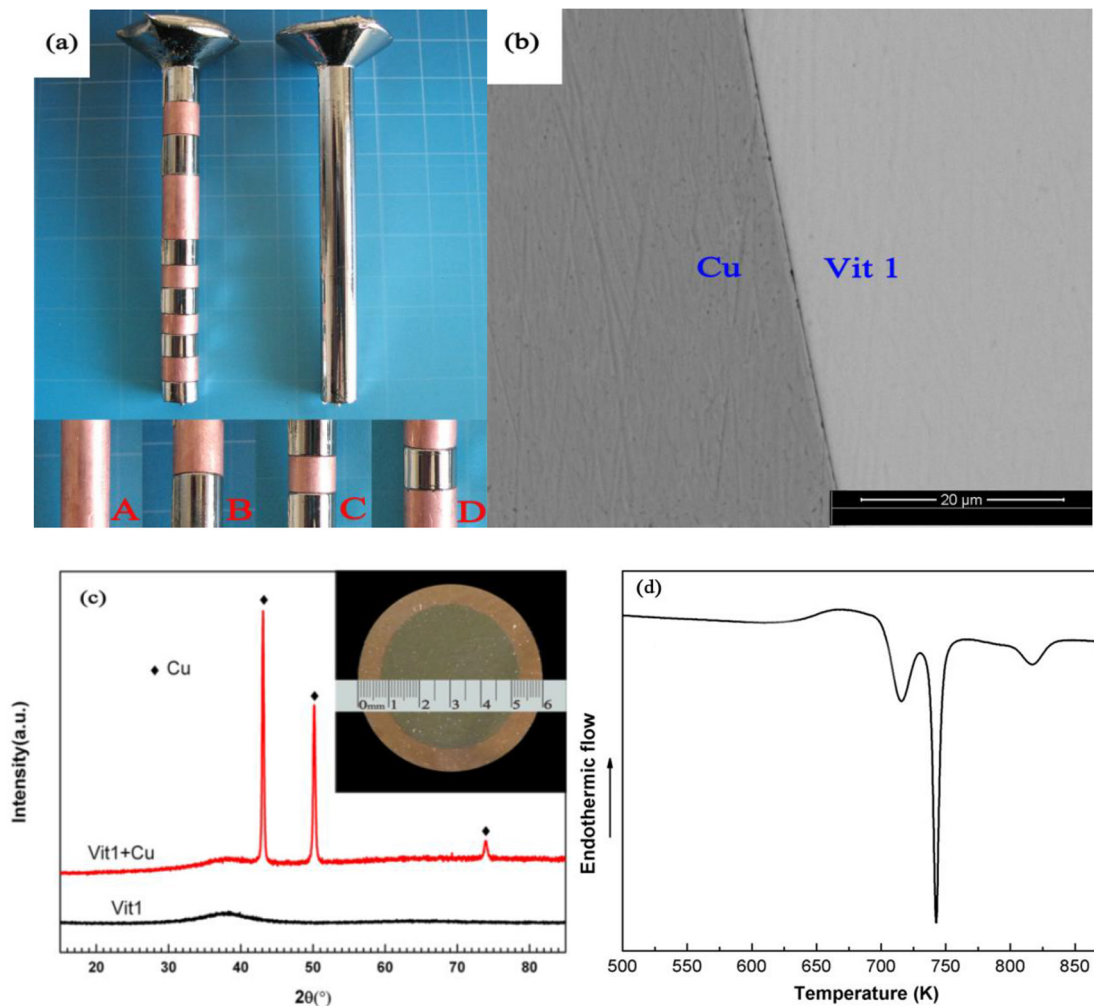 (a)
A
B
C
D
(b)
Cu
Vit 1
20 µm
(c)
♦ Cu
0mm 1 2 3 4 5 6
Vit1+Cu
Vit1
Intensity(a.u.)
20 30 40 50 60 70 80
2θ(°)
(d)
Endothermic flow
500 550 600 650 700 750 800 850
Temperature (K)